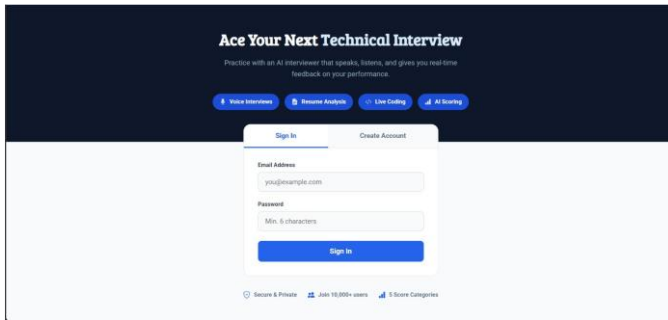 Ace Your Next Technical Interview
Practice with an AI interviewer that speaks, listens, and gives you real-time
feedback on your performance.
Voice Interviews Resume Analysis Live Coding AI Scoring
Sign In Create Account
Email Address
you@example.com
Password
Min. 6 characters
Sign In
Secure & Private Join 10,000+ users 5 Score Categories